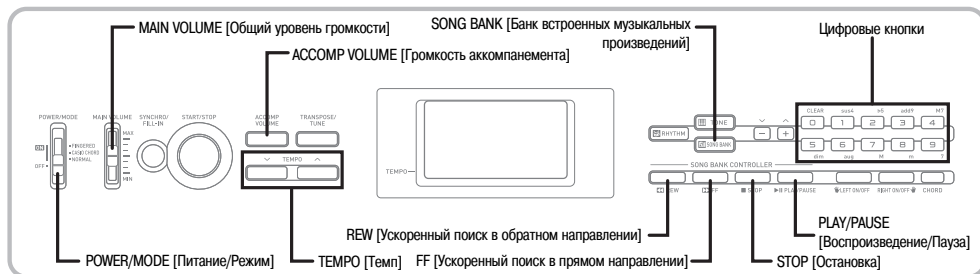 MAIN VOLUME [Общий уровень громкости]
SONG BANK [Банк встроенных музыкальных
произведений]
Цифровые кнопки
ACCOMP VOLUME [Громкость аккомпанемента]
POWER/MODE
MAIN VOLUME
SYNCHRO/
FILL-IN
START/STOP
ACCOMP
VOLUME
TRANSPOSE/
TUNE
MAX
MIN
FINGERED
CASIO CHORD
NORMAL
OFF
TEMPO
TEMPO
RHYTHM
TONE
SONG BANK
− +
CLEAR sus4 7 5 add9 M7
0 1 2 3 4
5 6 7 8 9
dim aug M m 7
SONG BANK CONTROLLER
REW FF STOP PLAY/PAUSE LEFT ON/OFF RIGHT ON/OFF CHORD
REW [Ускоренный поиск в обратном направлении]
PLAY/PAUSE
[Воспроизведение/Пауза]
POWER/MODE [Питание/Режим]
TEMPO [Темп]
FF [Ускоренный поиск в прямом направлении]
STOP [Остановка]